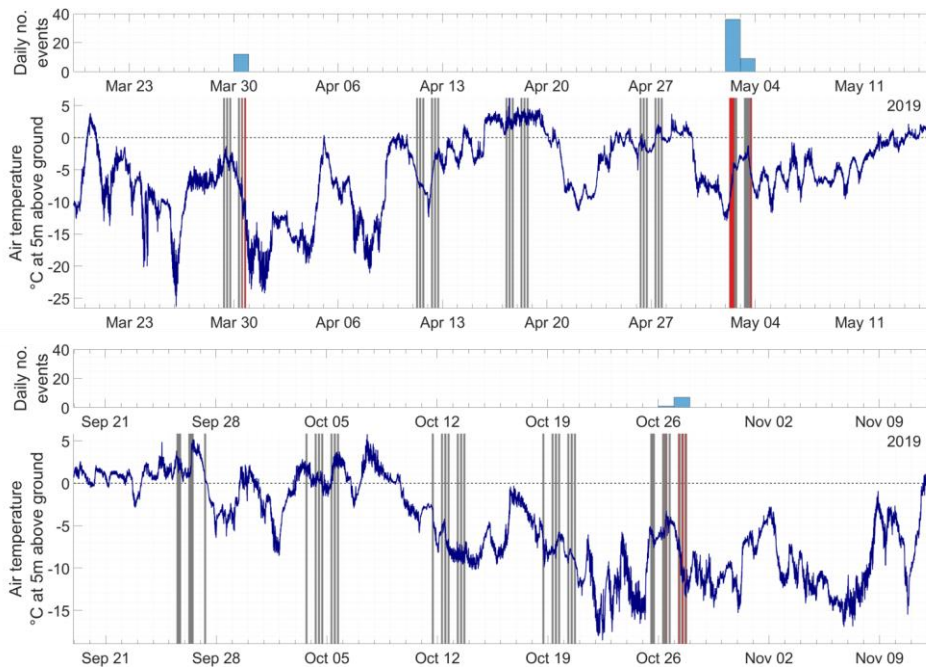 Daily no. events
40
20
0
Mar 23 Mar 30 Apr 06 Apr 13 Apr 20 Apr 27 May 04 May 11
2019
Air temperature
°C at 5m above ground
5
0
-5
-10
-15
-20
-25
Mar 23 Mar 30 Apr 06 Apr 13 Apr 20 Apr 27 May 04 May 11
Daily no. events
40
20
0
Sep 21 Sep 28 Oct 05 Oct 12 Oct 19 Oct 26 Nov 02 Nov 09
2019
Air temperature
°C at 5m above ground
5
0
-5
-10
-15
Sep 21 Sep 28 Oct 05 Oct 12 Oct 19 Oct 26 Nov 02 Nov 09